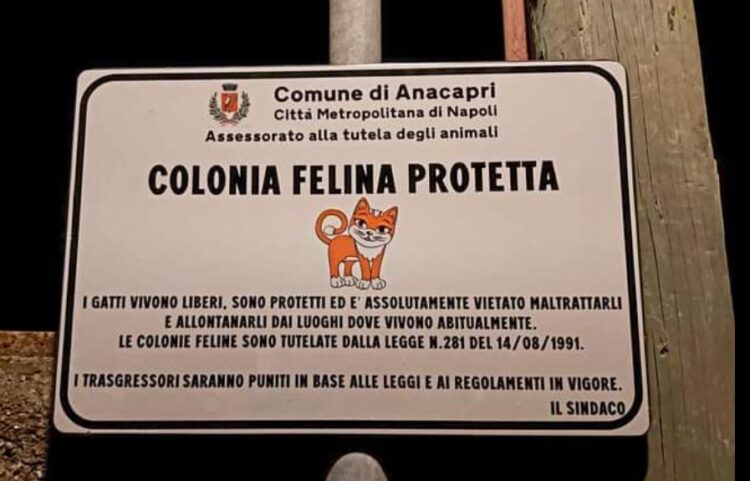 Comune di Anacapri
Città Metropolitana di Napoli
Assessorato alla tutela degli animali
COLONIA FELINA PROTETTA
I GATTI VIVONO LIBERI, SONO PROTETTI ED E' ASSOLUTAMENTE VIETATO MALTRATTARLI
E ALLONTANARLI DAI LUOGHI DOVE VIVONO ABITUALMENTE.
LE COLONIE FELINE SONO TUTELATE DALLA LEGGE N.281 DEL 14/08/1991.
I TRASGRESSORI SARANNO PUNITI IN BASE ALLE LEGGI E AI REGOLAMENTI IN VIGORE.
IL SINDACO